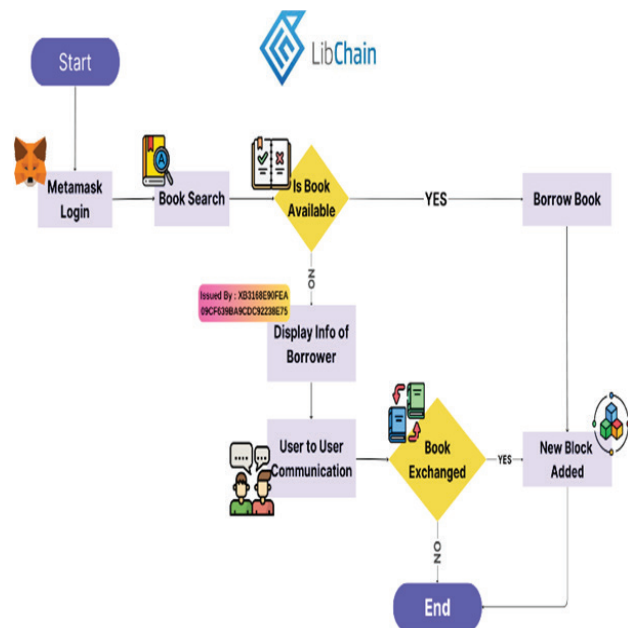 LibChain
Start
Metamask
Login
Book Search
Is Book
Available
YES
Borrow Book
NO
Issued By : XB3168E90FEA
09CF639BA9CDC92238E75
Display Info of
Borrower
User to User
Communication
Book
Exchanged
YES
New Block
Added
NO
End